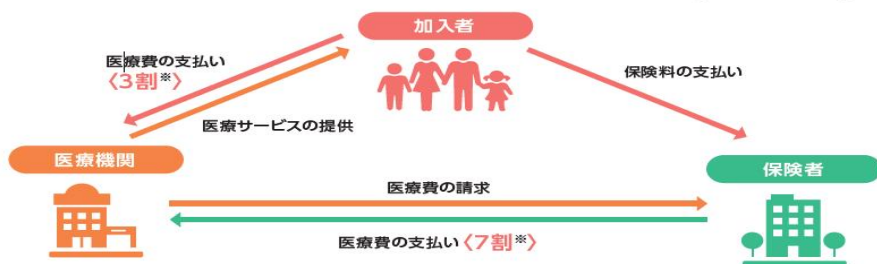 加入者
医療費の支払い
〈3割※〉
保険料の支払い
医療サービスの提供
医療機関
保険者
医療費の請求
医療費の支払い〈7割※〉